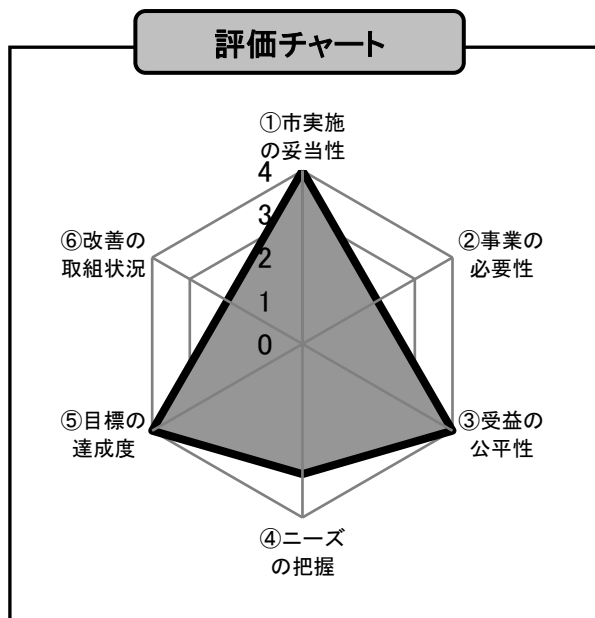 評価チャート
①市実施
の妥当性
4
3
2
1
0
②事業の
必要性
③受益の
公平性
④ニーズ
の把握
⑤目標の
達成度
⑥改善の
取組状況